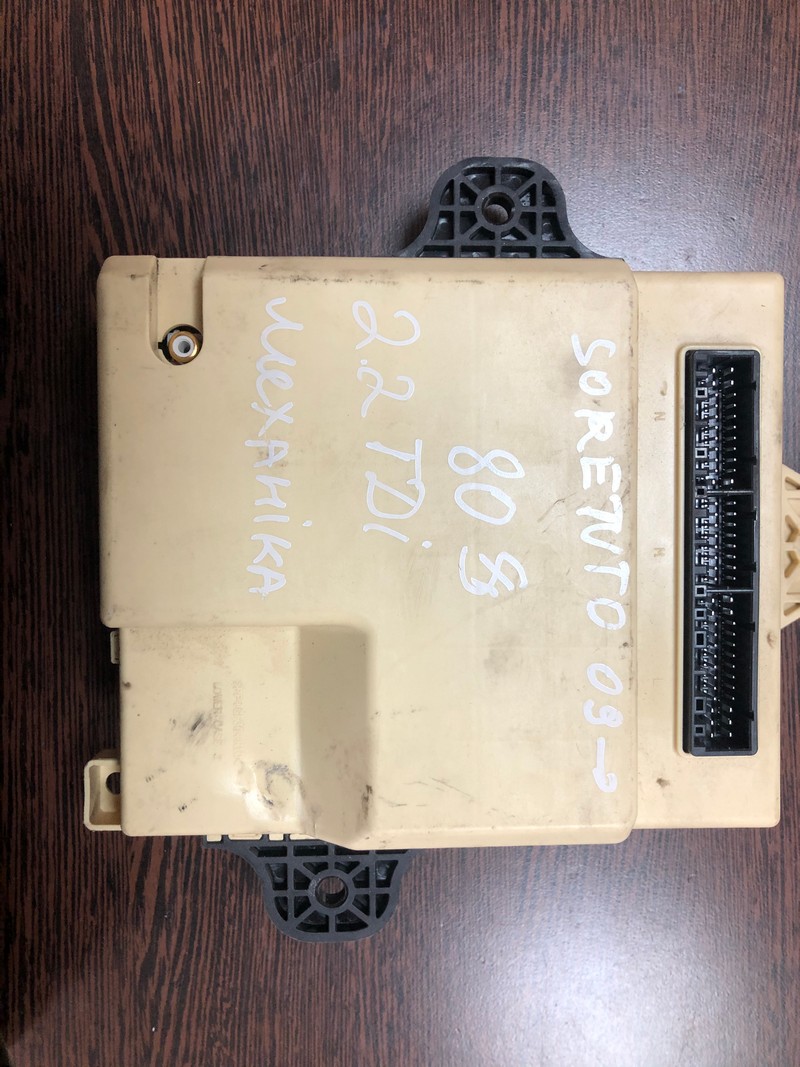 SORENTO 09→
80 $
2.2 TDi
механіка
N
M